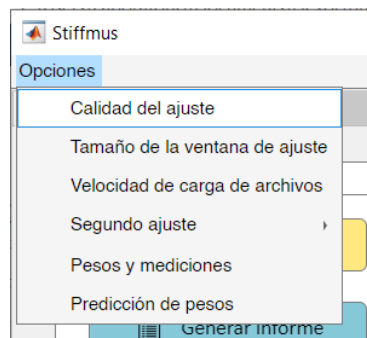 Stiffmus
Opciones
Calidad del ajuste
Tamaño de la ventana de ajuste
Velocidad de carga de archivos
Segundo ajuste
Pesos y mediciones
Predicción de pesos
Generar informe